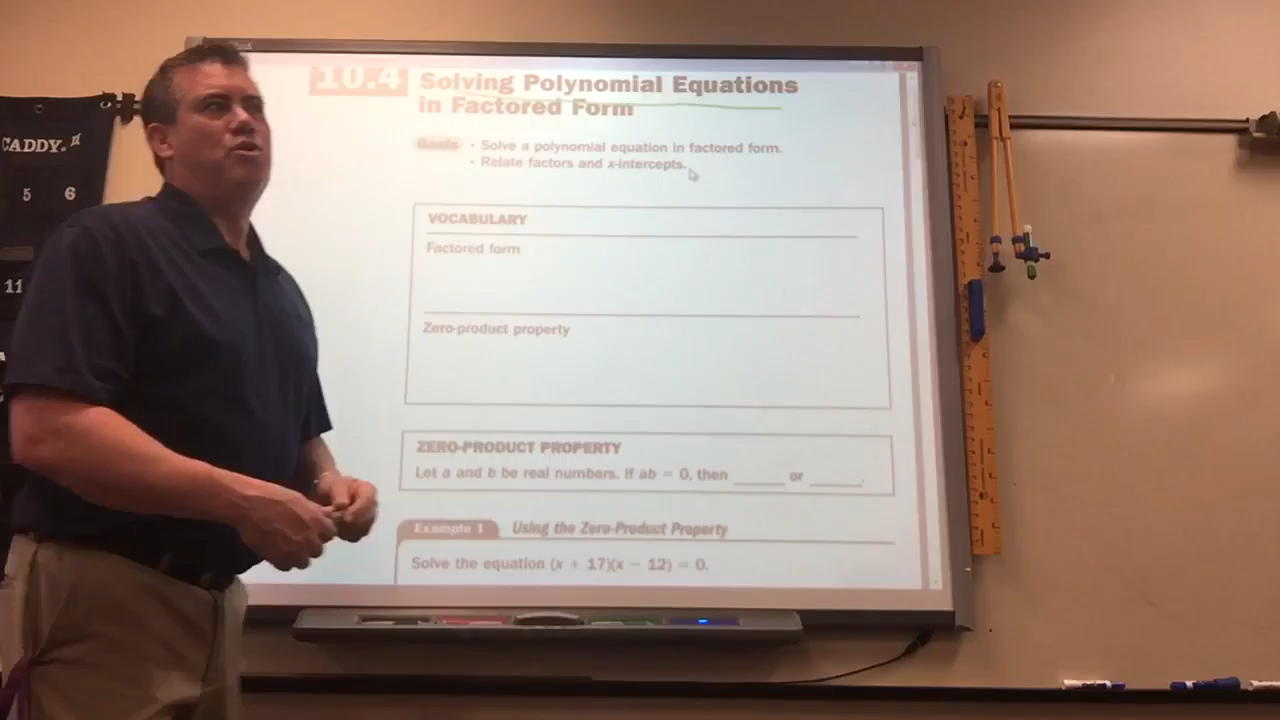 CADDY.
5 6
11
10.4 Solving Polynomial Equations
in Factored Form
Goals • Solve a polynomial equation in factored form.
• Relate factors and x-intercepts.
VOCABULARY
Factored form
Zero-product property
ZERO-PRODUCT PROPERTY
Let a and b be real numbers. If ab = 0, then ______ or ______.
Example 1 Using the Zero-Product Property
Solve the equation (x + 17)(x − 12) = 0.